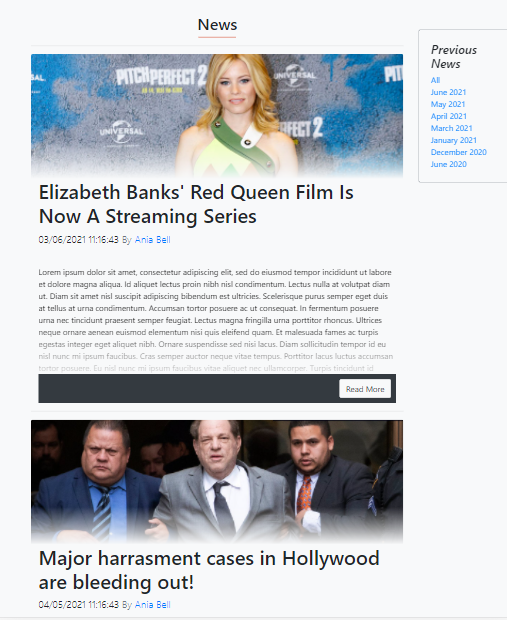 News
PITCH PERFECT 2
UNIVERSAL
UNIVERSAL
FECT 2
Elizabeth Banks' Red Queen Film Is
Now A Streaming Series
03/06/2021 11:16:43 By Ania Bell
Lorem ipsum dolor sit amet, consectetur adipiscing elit, sed do eiusmod tempor incididunt ut labore
et dolore magna aliqua. Id aliquet lectus proin nibh nisl condimentum. Lectus nulla at volutpat diam
ut. Diam sit amet nisl suscipit adipiscing bibendum est ultricies. Scelerisque purus semper eget duis
at tellus at urna condimentum. Accumsan tortor posuere ac ut consequat. In fermentum posuere
urna nec tincidunt praesent semper feugiat. Lectus magna fringilla urna porttitor rhoncus. Ultrices
neque ornare aenean euismod elementum nisi quis eleifend quam. Et malesuada fames ac turpis
egestas integer eget aliquet nibh. Ornare suspendisse sed nisi lacus. Diam sollicitudin tempor id eu
nisl nunc mi ipsum faucibus. Cras semper auctor neque vitae tempus. Porttitor lacus luctus accumsan
tortor posuere. Eu nisl nunc mi ipsum faucibus vitae aliquet nec ullamcorper. Turpis tincidunt id
Read More
Major harrasment cases in Hollywood
are bleeding out!
04/05/2021 11:16:43 By Ania Bell
Previous
News
All
June 2021
May 2021
April 2021
March 2021
January 2021
December 2020
June 2020